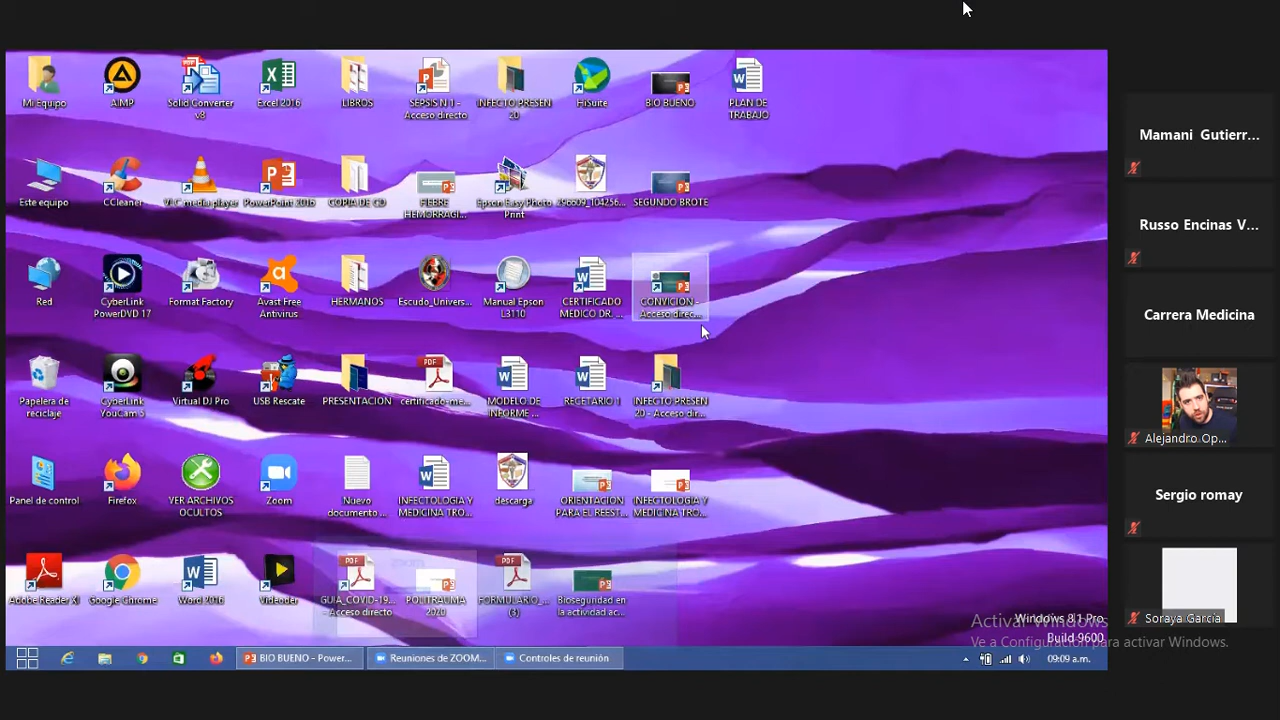 Mi Equipo
AIMP
Solid Converter
v8
Excel 2016
LIBROS
SEPSIS N 1 -
Acceso directo
INFECTO PRESEN
20
HiSuite
BIO BUENO
PLAN DE
TRABAJO
Este equipo
CCleaner
VLC media player
PowerPoint 2016
COPIA DE CD
FIEBRE
HEMORRAGI...
Epson Easy Photo
Print
SEGUNDO BROTE
Red
CyberLink
PowerDVD 17
Format Factory
Avast Free
Antivirus
HERMANOS
Escudo_Univers...
Manual Epson
L3110
CERTIFICADO
MEDICO DR. ...
CONVICION -
Acceso direc...
Papelera de
reciclaje
CyberLink
YouCam 5
Virtual DJ Pro
USB Rescate
PRESENTACION
PDF
certificado-me...
MODELO DE
INFORME ...
RECETARIO 1
INFECTO PRESEN
20 - Acceso dir...
Panel de control
Firefox
VER ARCHIVOS
OCULTOS
Zoom
Nuevo
documento ...
INFECTOLOGIA Y
MEDICINA TRO...
descarga
ORIENTACION
PARA EL REEST...
INFECTOLOGIA Y
MEDICINA TRO...
Adobe Reader XI
Google Chrome
Word 2016
Videoder
PDF
GUIA_COVID-19...
- Acceso directo
POLITRAUMA
2020
PDF
FORMULARIO_...
(3)
Bioseguridad en
la actividad ac...
Windows 8.1 Pro
Build 9600
Activar Windows
Ve a Configuración para activar Windows.
BIO BUENO - Power...
Reuniones de ZOOM...
Controles de reunión
09:09 a.m.
Mamani Gutierr...
Russo Encinas V...
Carrera Medicina
Alejandro Op...
Sergio romay
Soraya Garcia